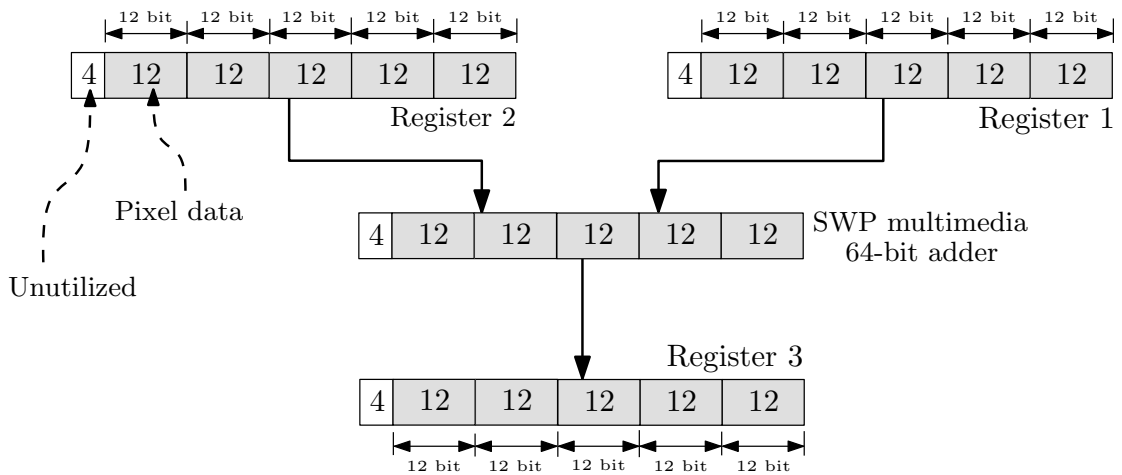 12 bit 12 bit 12 bit 12 bit 12 bit
12 bit 12 bit 12 bit 12 bit 12 bit
4 12 12 12 12 12
4 12 12 12 12 12
Register 2
Register 1
Pixel data
4 12 12 12 12 12
SWP multimedia
64-bit adder
Unutilized
Register 3
4 12 12 12 12 12
12 bit 12 bit 12 bit 12 bit 12 bit